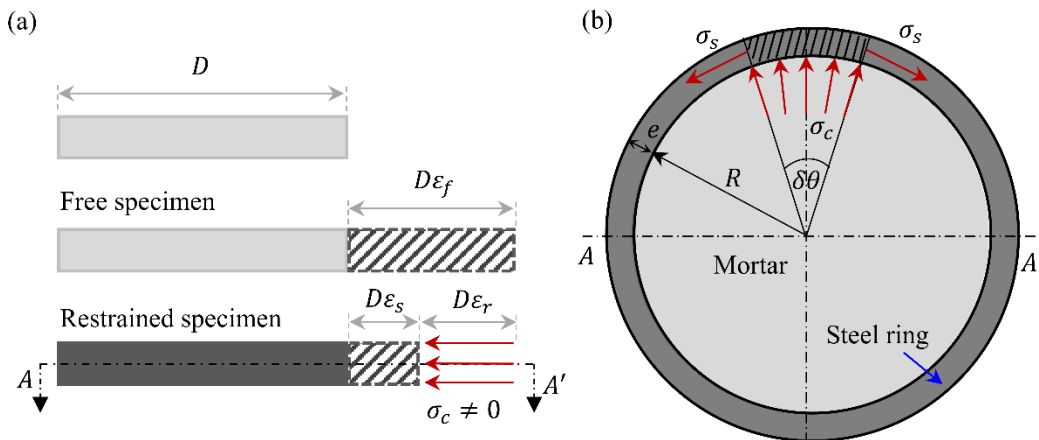 (a)
D
Free specimen
Dε_f
Restrained specimen
Dε_s
Dε_r
A
A'
σ_c ≠ 0
(b)
σ_s
σ_s
σ_c
e
R
δθ
A
A
Mortar
Steel ring